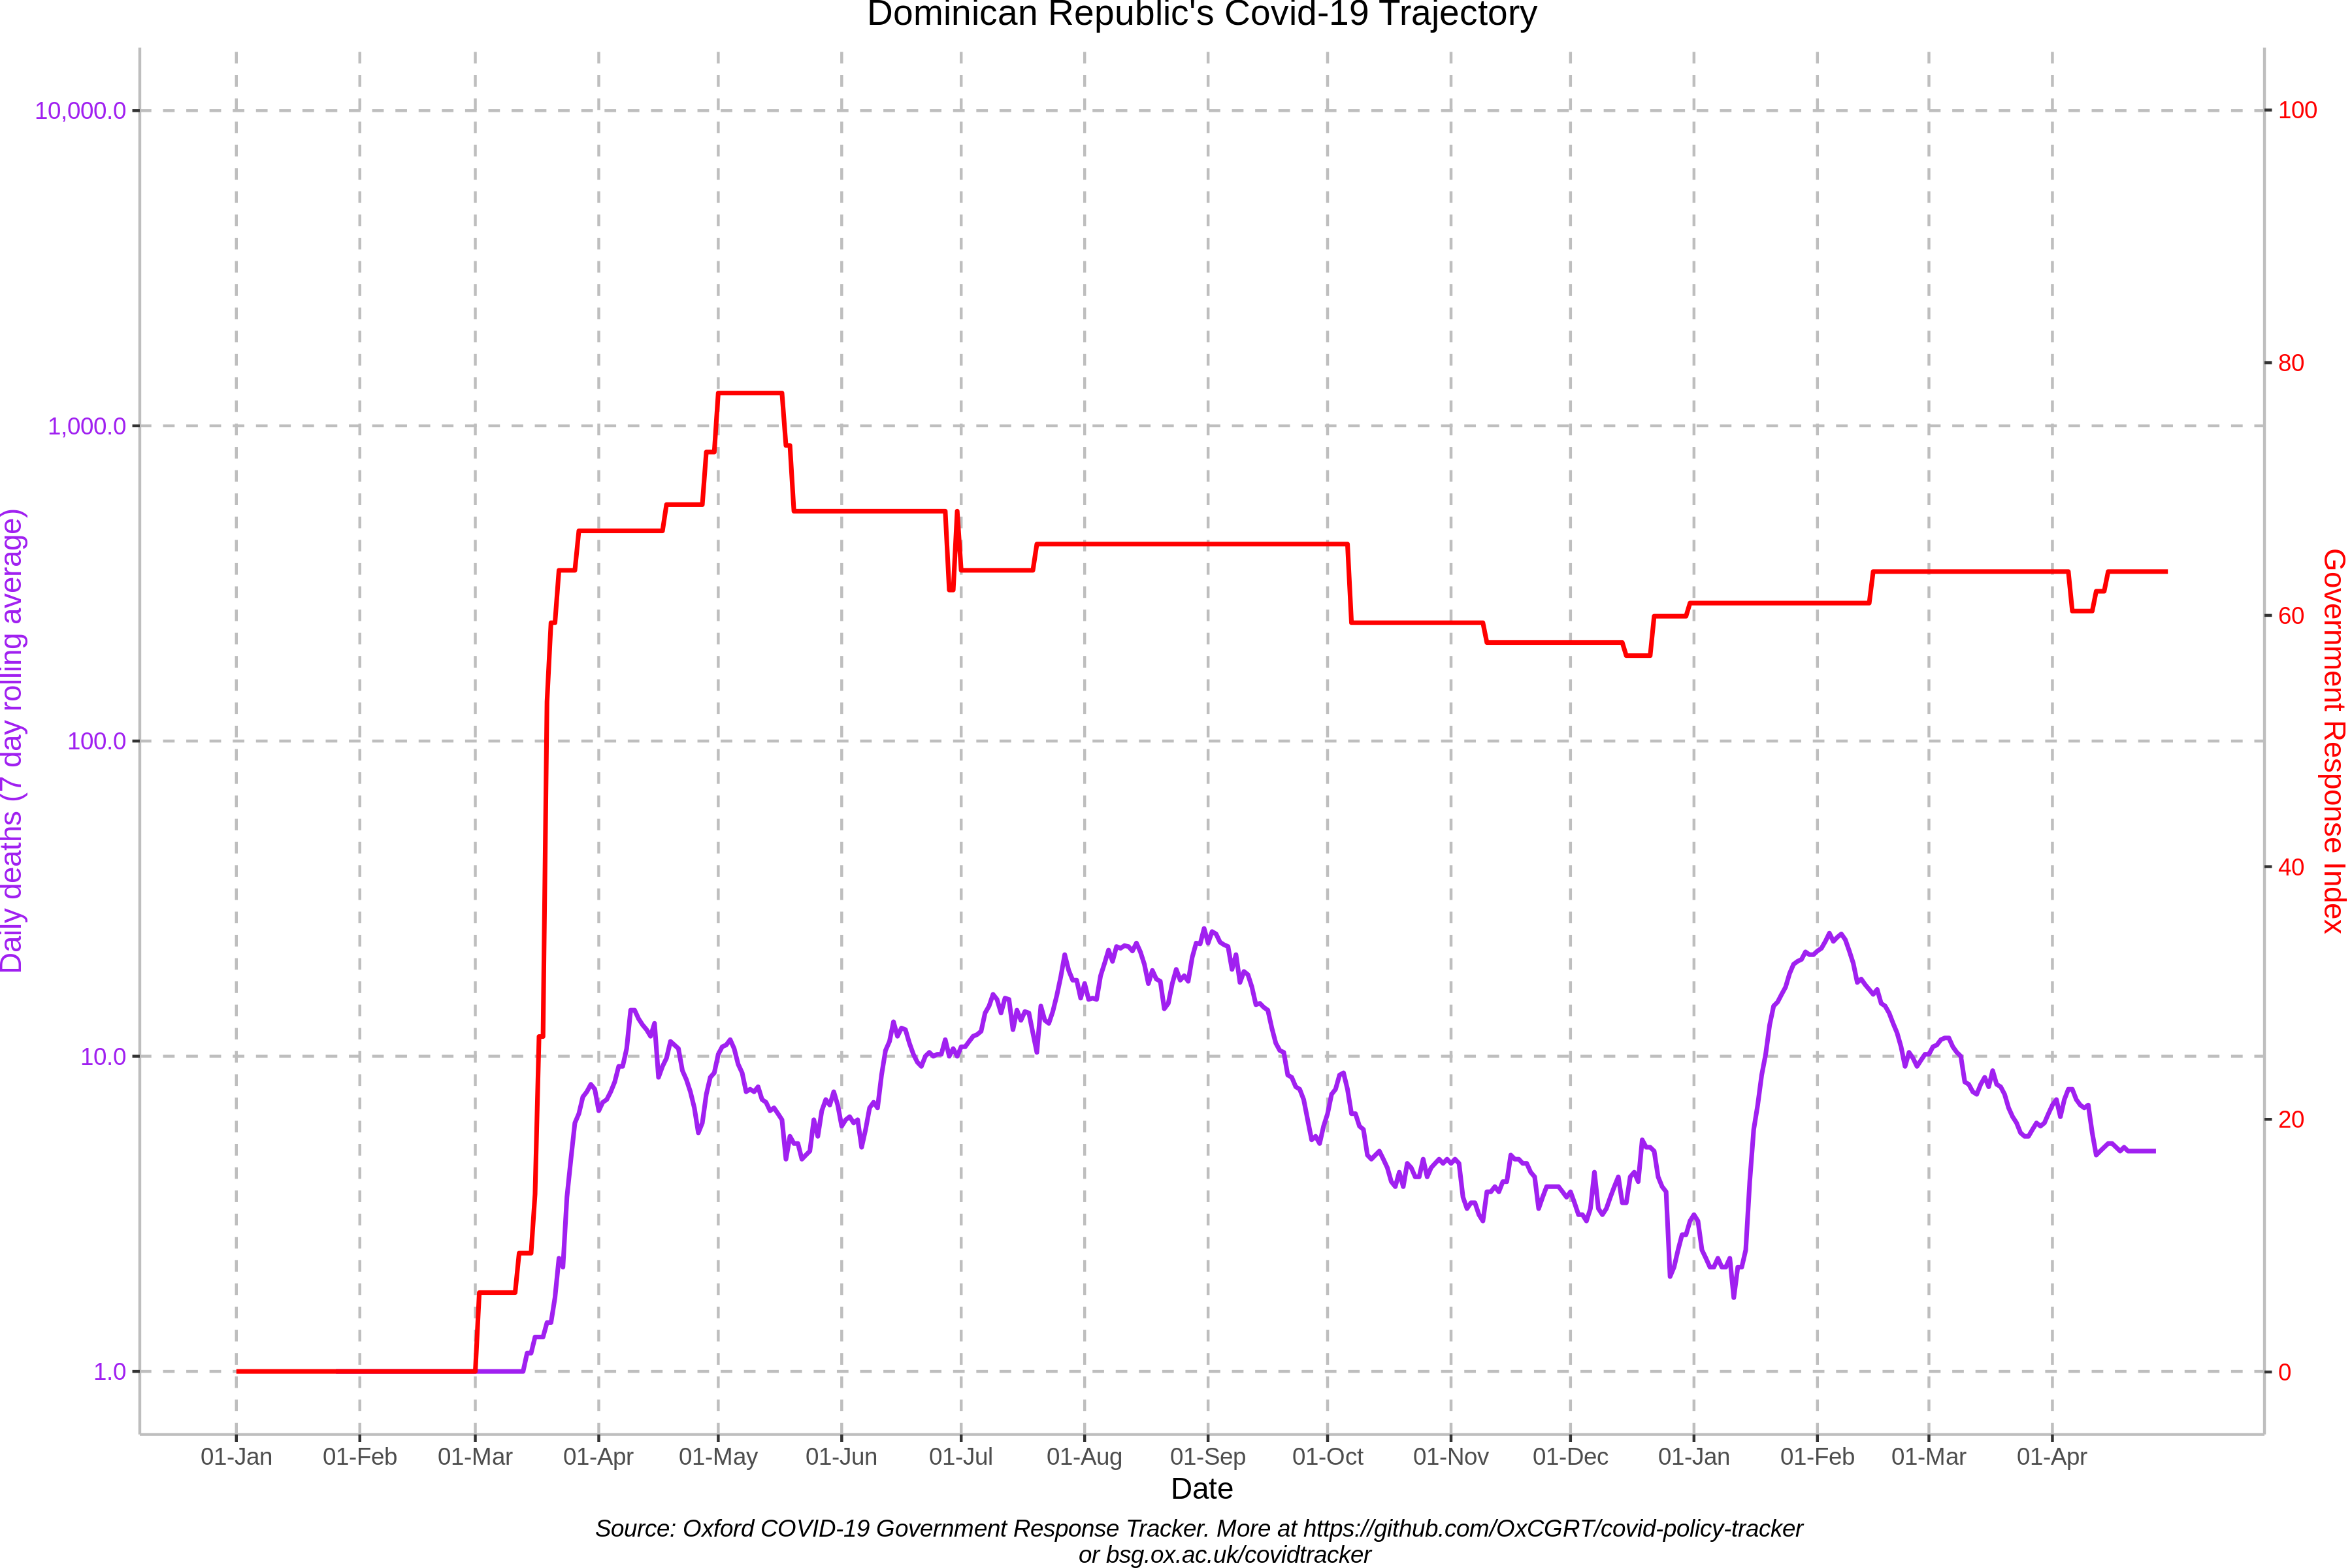 Dominican Republic's Covid-19 Trajectory
10,000.0
1,000.0
100.0
10.0
1.0
Daily deaths (7 day rolling average)
100
80
60
40
20
0
Government Response Index
01-Jan 01-Feb 01-Mar 01-Apr 01-May 01-Jun 01-Jul 01-Aug 01-Sep 01-Oct 01-Nov 01-Dec 01-Jan 01-Feb 01-Mar 01-Apr
Date
Source: Oxford COVID-19 Government Response Tracker. More at https://github.com/OxCGRT/covid-policy-tracker
or bsg.ox.ac.uk/covidtracker